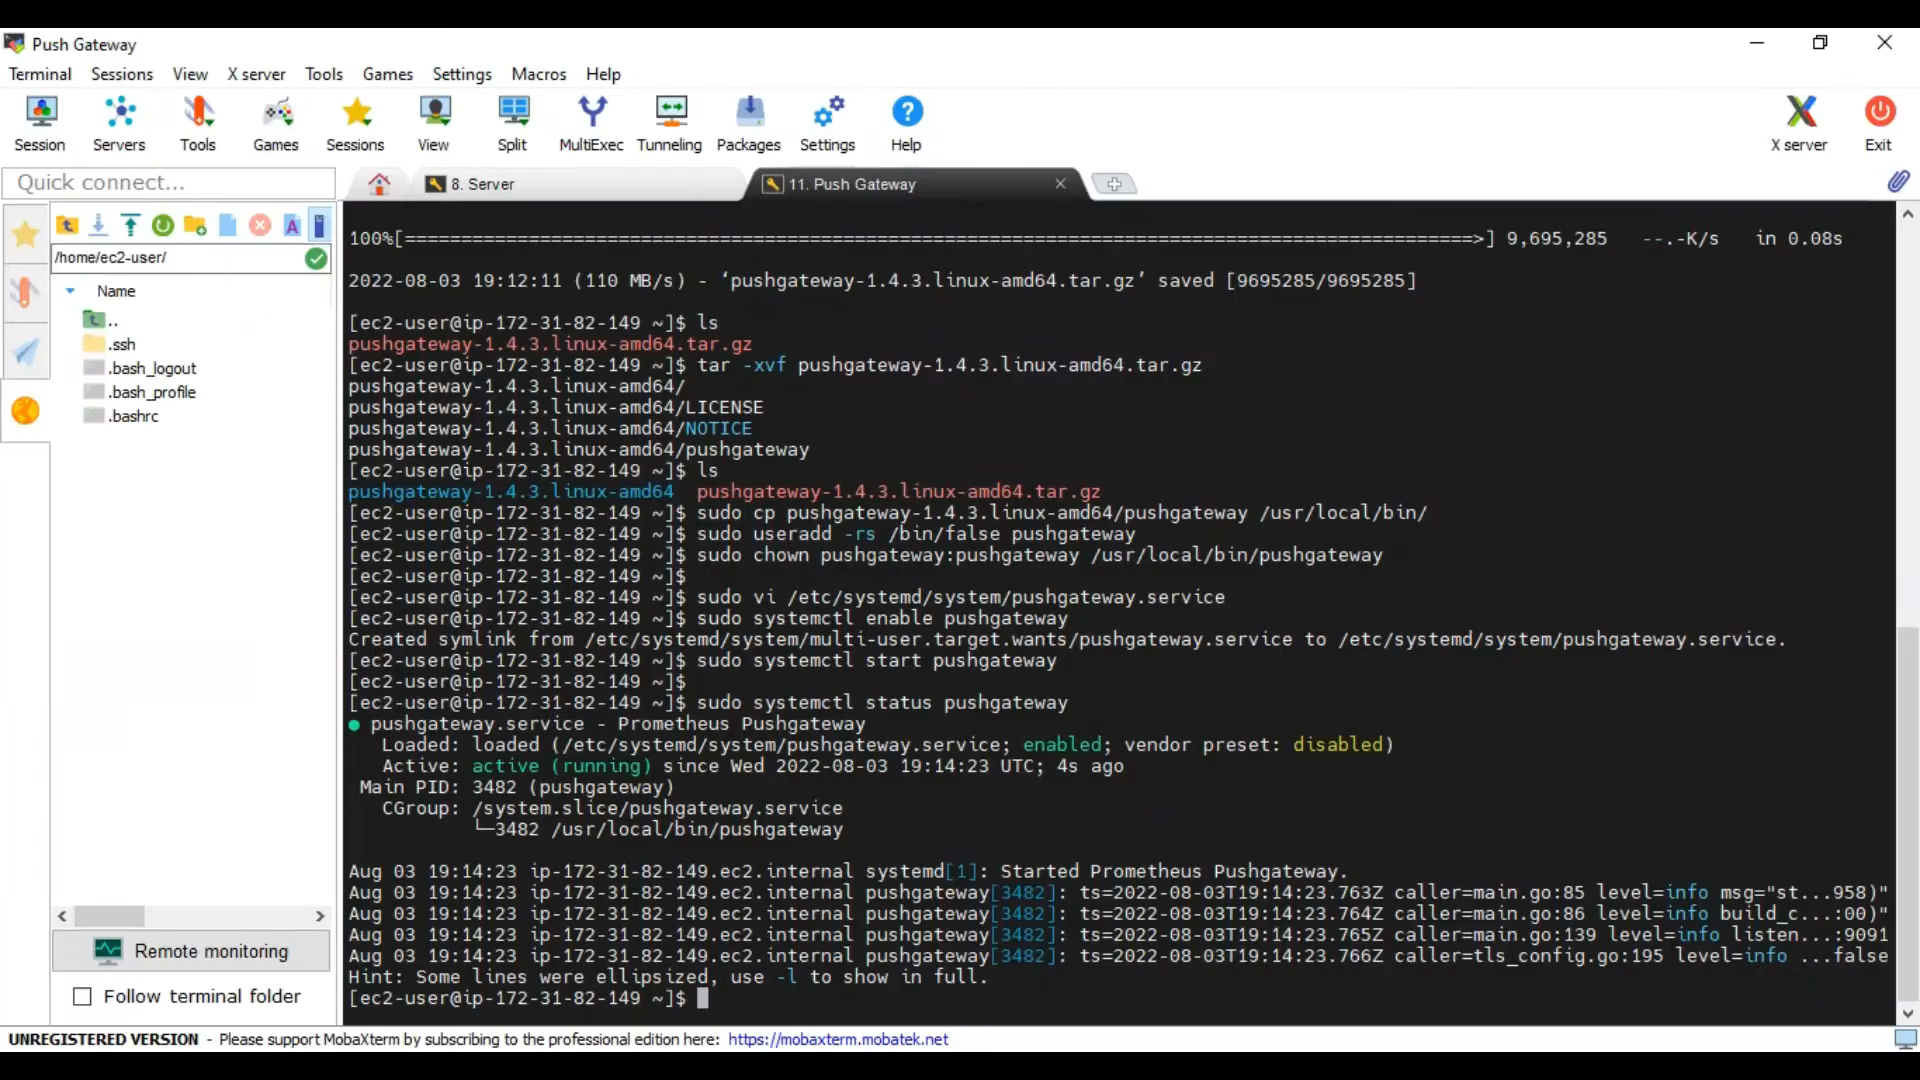 Push Gateway
Terminal Sessions View X server Tools Games Settings Macros Help
Session Servers Tools Games Sessions View Split MultiExec Tunneling Packages Settings Help X server Exit
Quick connect...
8. Server
11. Push Gateway
/home/ec2-user/
Name
..
.ssh
.bash_logout
.bash_profile
.bashrc
Remote monitoring
Follow terminal folder
100%[================================================================================================>] 9,695,285 --.-K/s in 0.08s
2022-08-03 19:12:11 (110 MB/s) - ‘pushgateway-1.4.3.linux-amd64.tar.gz’ saved [9695285/9695285]
[ec2-user@ip-172-31-82-149 ~]$ ls
pushgateway-1.4.3.linux-amd64.tar.gz
[ec2-user@ip-172-31-82-149 ~]$ tar -xvf pushgateway-1.4.3.linux-amd64.tar.gz
pushgateway-1.4.3.linux-amd64/
pushgateway-1.4.3.linux-amd64/LICENSE
pushgateway-1.4.3.linux-amd64/NOTICE
pushgateway-1.4.3.linux-amd64/pushgateway
[ec2-user@ip-172-31-82-149 ~]$ ls
pushgateway-1.4.3.linux-amd64 pushgateway-1.4.3.linux-amd64.tar.gz
[ec2-user@ip-172-31-82-149 ~]$ sudo cp pushgateway-1.4.3.linux-amd64/pushgateway /usr/local/bin/
[ec2-user@ip-172-31-82-149 ~]$ sudo useradd -rs /bin/false pushgateway
[ec2-user@ip-172-31-82-149 ~]$ sudo chown pushgateway:pushgateway /usr/local/bin/pushgateway
[ec2-user@ip-172-31-82-149 ~]$
[ec2-user@ip-172-31-82-149 ~]$ sudo vi /etc/systemd/system/pushgateway.service
[ec2-user@ip-172-31-82-149 ~]$ sudo systemctl enable pushgateway
Created symlink from /etc/systemd/system/multi-user.target.wants/pushgateway.service to /etc/systemd/system/pushgateway.service.
[ec2-user@ip-172-31-82-149 ~]$ sudo systemctl start pushgateway
[ec2-user@ip-172-31-82-149 ~]$
[ec2-user@ip-172-31-82-149 ~]$ sudo systemctl status pushgateway
● pushgateway.service - Prometheus Pushgateway
Loaded: loaded (/etc/systemd/system/pushgateway.service; enabled; vendor preset: disabled)
Active: active (running) since Wed 2022-08-03 19:14:23 UTC; 4s ago
Main PID: 3482 (pushgateway)
CGroup: /system.slice/pushgateway.service
└─3482 /usr/local/bin/pushgateway
Aug 03 19:14:23 ip-172-31-82-149.ec2.internal systemd[1]: Started Prometheus Pushgateway.
Aug 03 19:14:23 ip-172-31-82-149.ec2.internal pushgateway[3482]: ts=2022-08-03T19:14:23.763Z caller=main.go:85 level=info msg="st...958)"
Aug 03 19:14:23 ip-172-31-82-149.ec2.internal pushgateway[3482]: ts=2022-08-03T19:14:23.764Z caller=main.go:86 level=info build_c...:00)"
Aug 03 19:14:23 ip-172-31-82-149.ec2.internal pushgateway[3482]: ts=2022-08-03T19:14:23.765Z caller=main.go:139 level=info listen...:9091
Aug 03 19:14:23 ip-172-31-82-149.ec2.internal pushgateway[3482]: ts=2022-08-03T19:14:23.766Z caller=tls_config.go:195 level=info ...false
Hint: Some lines were ellipsized, use -l to show in full.
[ec2-user@ip-172-31-82-149 ~]$
UNREGISTERED VERSION - Please support MobaXterm by subscribing to the professional edition here: https://mobaxterm.mobatek.net